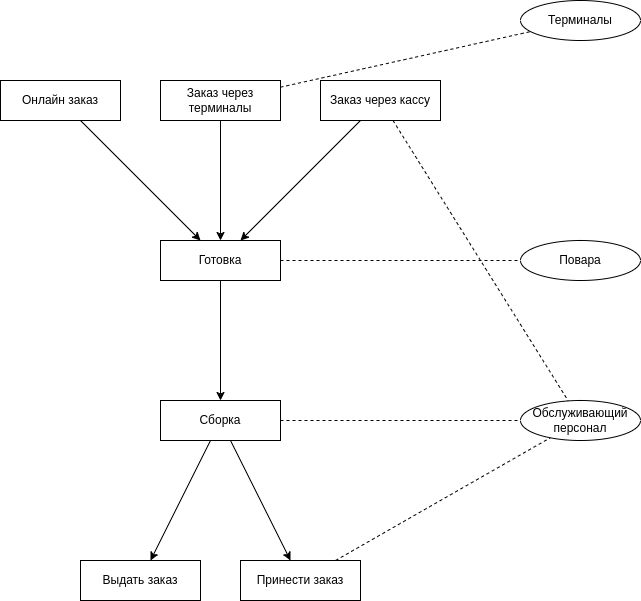 Терминалы
Онлайн заказ
Заказ через
терминалы
Заказ через кассу
Готовка
Повара
Сборка
Обслуживающий
персонал
Выдать заказ
Принести заказ